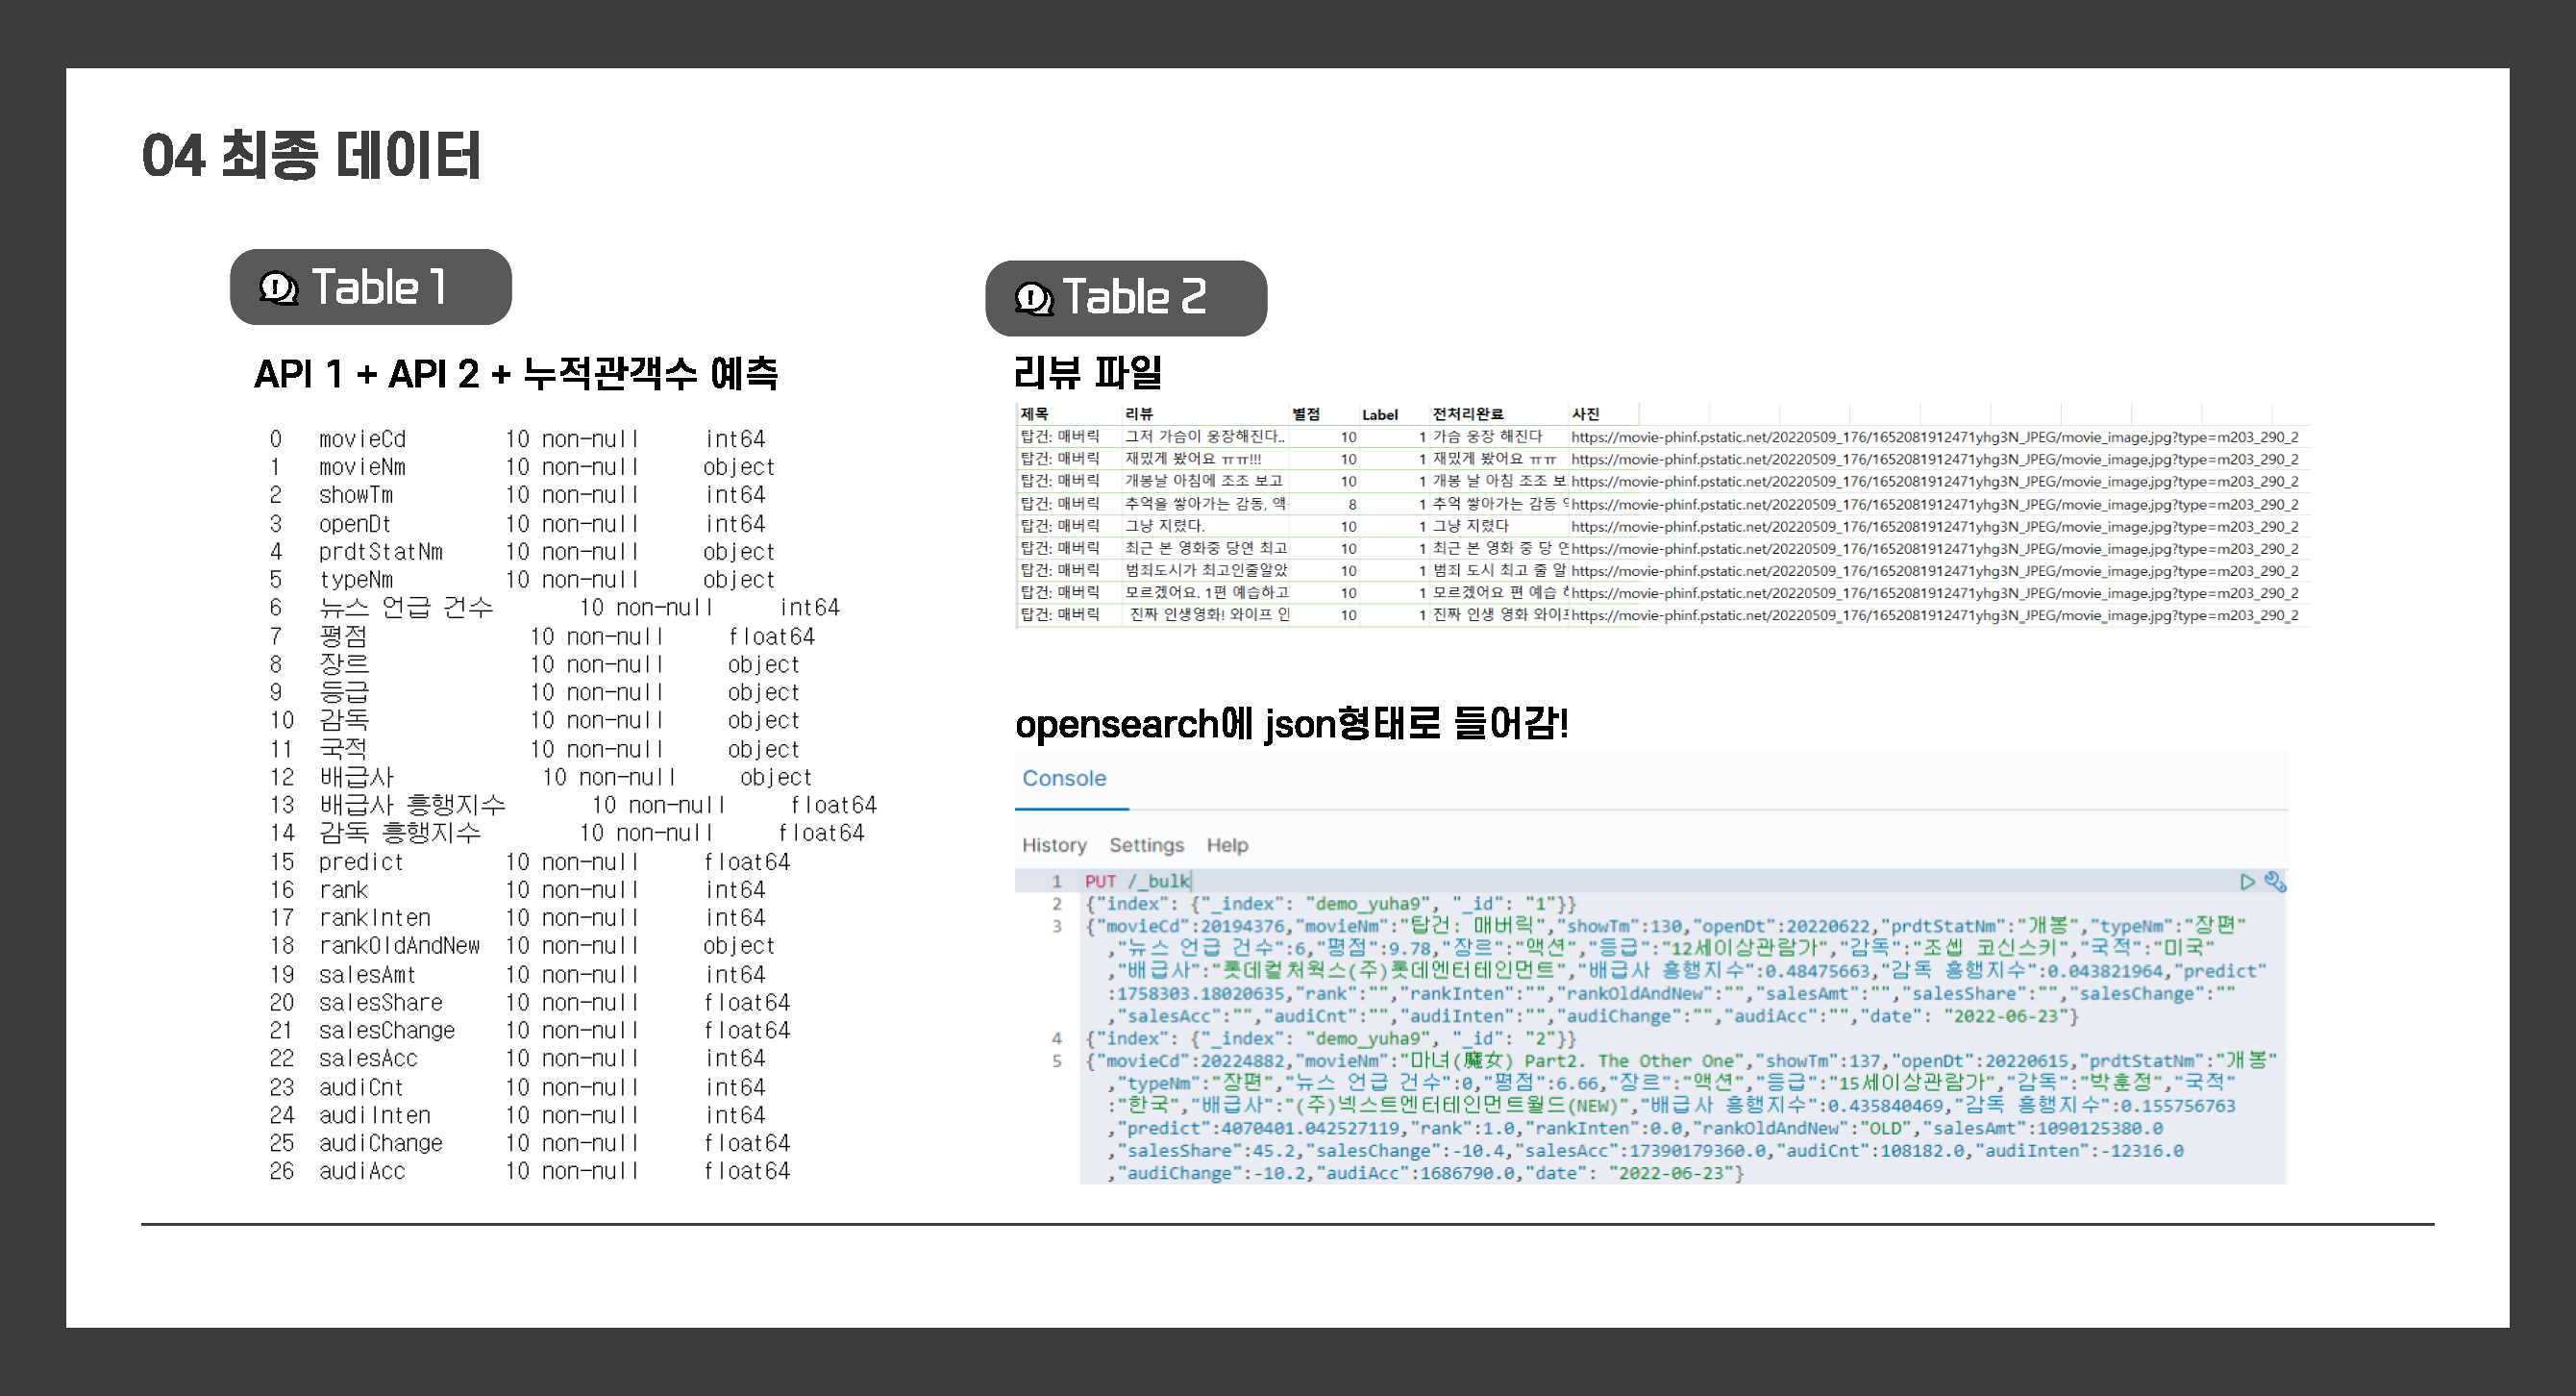 04 최종 데이터
Table 1
API 1 + API 2 + 누적관객수 예측
0 movieCd 10 non-null int64
1 movieNm 10 non-null object
2 showTm 10 non-null int64
3 openDt 10 non-null int64
4 prdtStatNm 10 non-null object
5 typeNm 10 non-null object
6 뉴스 언급 건수 10 non-null int64
7 평점 10 non-null float64
8 장르 10 non-null object
9 등급 10 non-null object
10 감독 10 non-null object
11 국적 10 non-null object
12 배급사 10 non-null object
13 배급사 흥행지수 10 non-null float64
14 감독 흥행지수 10 non-null float64
15 predict 10 non-null float64
16 rank 10 non-null int64
17 rankInten 10 non-null int64
18 rankOldAndNew 10 non-null object
19 salesAmt 10 non-null int64
20 salesShare 10 non-null float64
21 salesChange 10 non-null float64
22 salesAcc 10 non-null int64
23 audiCnt 10 non-null int64
24 audiInten 10 non-null int64
25 audiChange 10 non-null float64
26 audiAcc 10 non-null float64
Table 2
리뷰 파일
제목 리뷰 별점 Label 전처리완료 사진
탑건: 매버릭 그저 가슴이 웅장해진다.. 10 1 가슴 웅장 해진다 https://movie-phinf.pstatic.net/20220509_176/1652081912471yhg3N_JPEG/movie_image.jpg?type=m203_290_2
탑건: 매버릭 재밌게 봤어요 ㅠㅠ!!! 10 1 재밌게 봤어요 ㅠㅠ https://movie-phinf.pstatic.net/20220509_176/1652081912471yhg3N_JPEG/movie_image.jpg?type=m203_290_2
탑건: 매버릭 개봉날 아침에 조조 보고 10 1 개봉 날 아침 조조 보 https://movie-phinf.pstatic.net/20220509_176/1652081912471yhg3N_JPEG/movie_image.jpg?type=m203_290_2
탑건: 매버릭 추억을 쌓아가는 감동, 액 8 1 추억 쌓아가는 감동 https://movie-phinf.pstatic.net/20220509_176/1652081912471yhg3N_JPEG/movie_image.jpg?type=m203_290_2
탑건: 매버릭 그냥 지렸다. 10 1 그냥 지렸다 https://movie-phinf.pstatic.net/20220509_176/1652081912471yhg3N_JPEG/movie_image.jpg?type=m203_290_2
탑건: 매버릭 최근 본 영화중 당연 최고 10 1 최근 본 영화 중 당 연 https://movie-phinf.pstatic.net/20220509_176/1652081912471yhg3N_JPEG/movie_image.jpg?type=m203_290_2
탑건: 매버릭 범죄도시가 최고인줄알았 10 1 범죄 도시 최고 줄 알 https://movie-phinf.pstatic.net/20220509_176/1652081912471yhg3N_JPEG/movie_image.jpg?type=m203_290_2
탑건: 매버릭 모르겠어요. 1편 예습하고 10 1 모르겠어요 편 예습 https://movie-phinf.pstatic.net/20220509_176/1652081912471yhg3N_JPEG/movie_image.jpg?type=m203_290_2
탑건: 매버릭 진짜 인생영화! 와이프 인 10 1 진짜 인생 영화 와이프 https://movie-phinf.pstatic.net/20220509_176/1652081912471yhg3N_JPEG/movie_image.jpg?type=m203_290_2
opensearch에 json형태로 들어감!
Console
History Settings Help
1 PUT /_bulk
2 {"index": {"_index": "demo_yuha9", "_id": "1"}}
3 {"movieCd":20194376,"movieNm":"탑건: 매버릭","showTm":130,"openDt":20220622,"prdtStatNm":"개봉","typeNm":"장편"
,"뉴스 언급 건수":6,"평점":9.78,"장르":"액션","등급":"12세이상관람가","감독":"조셉 코신스키","국적":"미국"
,"배급사":"롯데컬처웍스(주)롯데엔터테인먼트","배급사 흥행지수":0.48475663,"감독 흥행지수":0.043821964,"predict"
:1758303.18020635,"rank":"","rankInten":"","rankOldAndNew":"","salesAmt":"","salesShare":"","salesChange":""
,"salesAcc":"","audiCnt":"","audiInten":"","audiChange":"","audiAcc":"","date": "2022-06-23"}
4 {"index": {"_index": "demo_yuha9", "_id": "2"}}
5 {"movieCd":20224882,"movieNm":"마녀(魔女) Part2. The Other One","showTm":137,"openDt":20220615,"prdtStatNm":"개봉"
,"typeNm":"장편","뉴스 언급 건수":0,"평점":6.66,"장르":"액션","등급":"15세이상관람가","감독":"박훈정","국적"
:"한국","배급사":"(주)넥스트엔터테인먼트월드(NEW)","배급사 흥행지수":0.435840469,"감독 흥행지수":0.155756763
,"predict":4070401.042527119,"rank":1.0,"rankInten":0.0,"rankOldAndNew":"OLD","salesAmt":1090125380.0
,"salesShare":45.2,"salesChange":-10.4,"salesAcc":17390179360.0,"audiCnt":108182.0,"audiInten":-12316.0
,"audiChange":-10.2,"audiAcc":1686790.0,"date": "2022-06-23"}